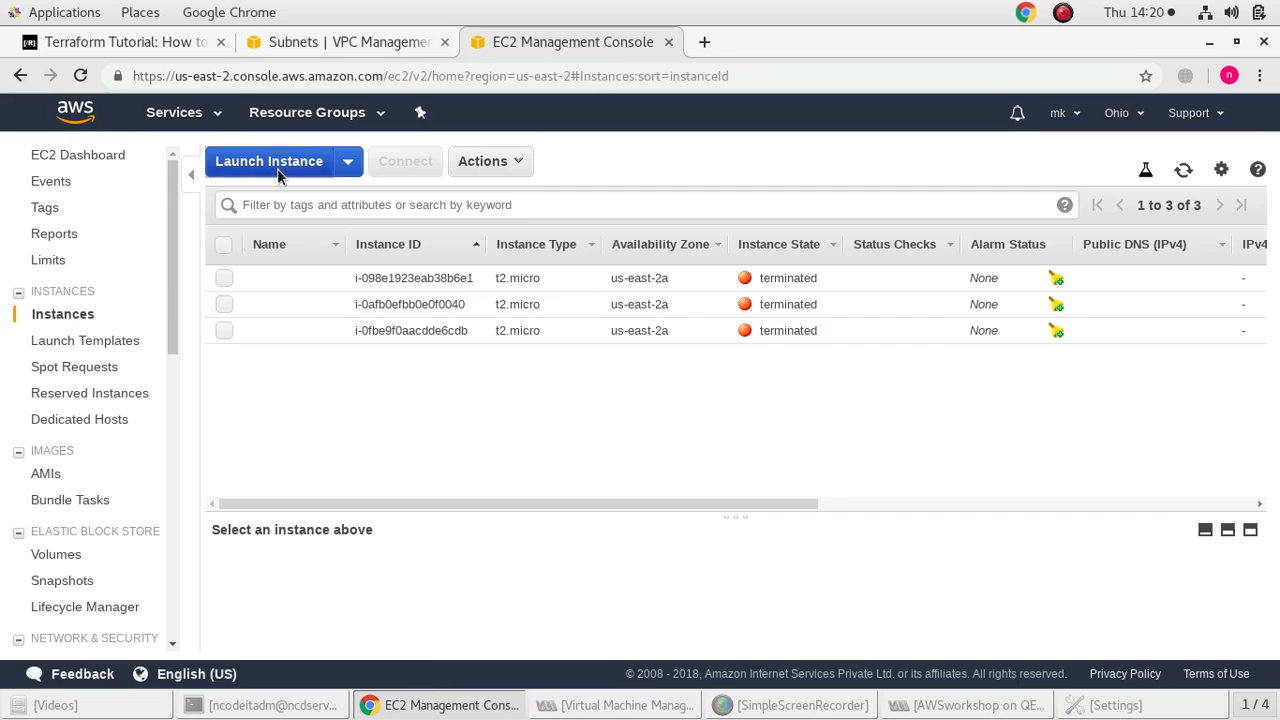 Applications Places Google Chrome Thu 14:20
[/R] Terraform Tutorial: How to Subnets | VPC Managemen EC2 Management Console
https://us-east-2.console.aws.amazon.com/ec2/v2/home?region=us-east-2#Instances:sort=instanceId n
aws Services Resource Groups mk Ohio Support
EC2 Dashboard
Events
Tags
Reports
Limits
INSTANCES
Instances
Launch Templates
Spot Requests
Reserved Instances
Dedicated Hosts
IMAGES
AMIs
Bundle Tasks
ELASTIC BLOCK STORE
Volumes
Snapshots
Lifecycle Manager
NETWORK & SECURITY
Launch Instance Connect Actions
Filter by tags and attributes or search by keyword 1 to 3 of 3
Name Instance ID Instance Type Availability Zone Instance State Status Checks Alarm Status Public DNS (IPv4) IPv4
i-098e1923eab38b6e1 t2.micro us-east-2a terminated None -
i-0afb0efbb0e0f0040 t2.micro us-east-2a terminated None -
i-0fbe9f0aacdde6cdb t2.micro us-east-2a terminated None -
Select an instance above
Feedback English (US) © 2008 - 2018, Amazon Internet Services Private Ltd. or its affiliates. All rights reserved. Privacy Policy Terms of Use
[Videos] [ncodeitadm@ncdserv... EC2 Management Cons... [Virtual Machine Manag... [SimpleScreenRecorder] [AWSworkshop on QE... [Settings] 1 / 4